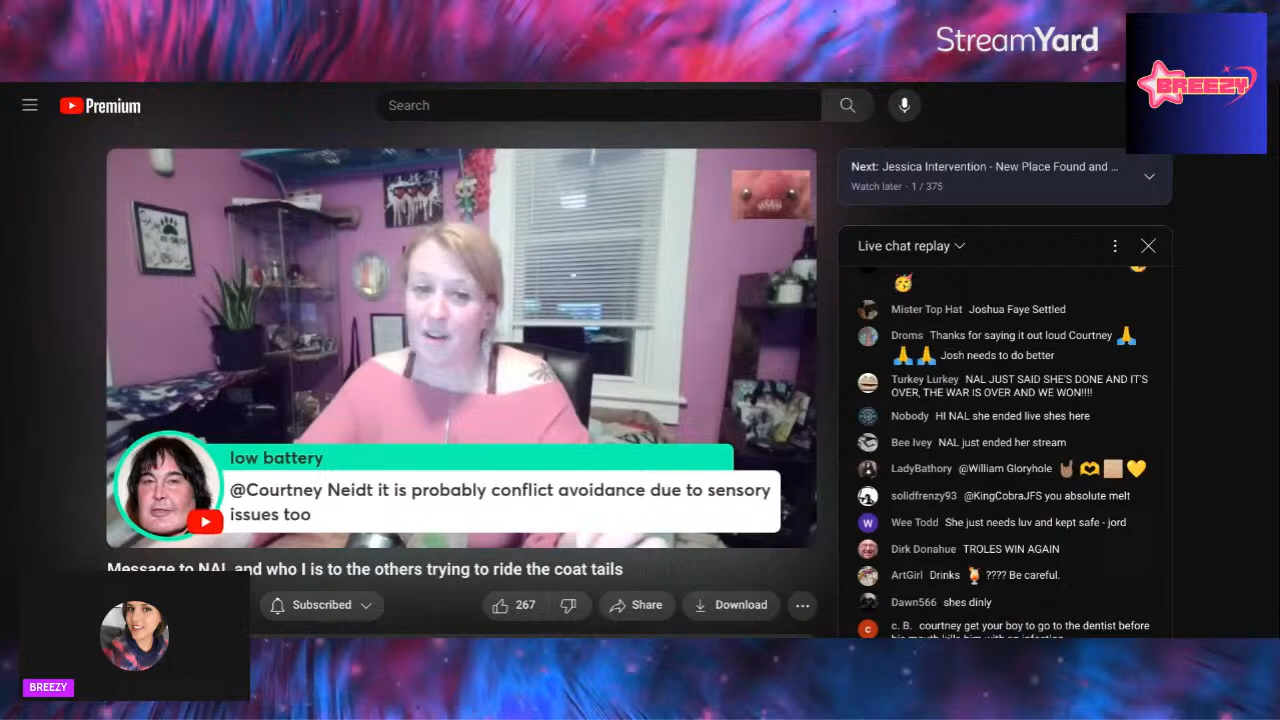 StreamYard
BREEZY
Premium
Search
Next: Jessica Intervention - New Place Found and ...
Watch later · 1 / 375
Live chat replay
Mister Top Hat Joshua Faye Settled
Droms Thanks for saying it out loud Courtney 🙏
🙏🙏 Josh needs to do better
Turkey Lurkey NAL JUST SAID SHE'S DONE AND IT'S
OVER, THE WAR IS OVER AND WE WON!!!!
Nobody HI NAL she ended live shes here
Bee Ivey NAL just ended her stream
LadyBathory @William Gloryhole 🤘🏽🫶🏼💛
solidfrenzy93 @KingCobraJFS you absolute melt
W
Wee Todd She just needs luv and kept safe - jord
Dirk Donahue TROLES WIN AGAIN
ArtGirl Drinks 🍹 ???? Be careful.
Dawn566 shes dinly
c
c. B. courtney get your boy to go to the dentist before
low battery
@Courtney Neidt it is probably conflict avoidance due to sensory
issues too
Message to NAL and who I is to the others trying to ride the coat tails
Subscribed
267
Share
Download
BREEZY